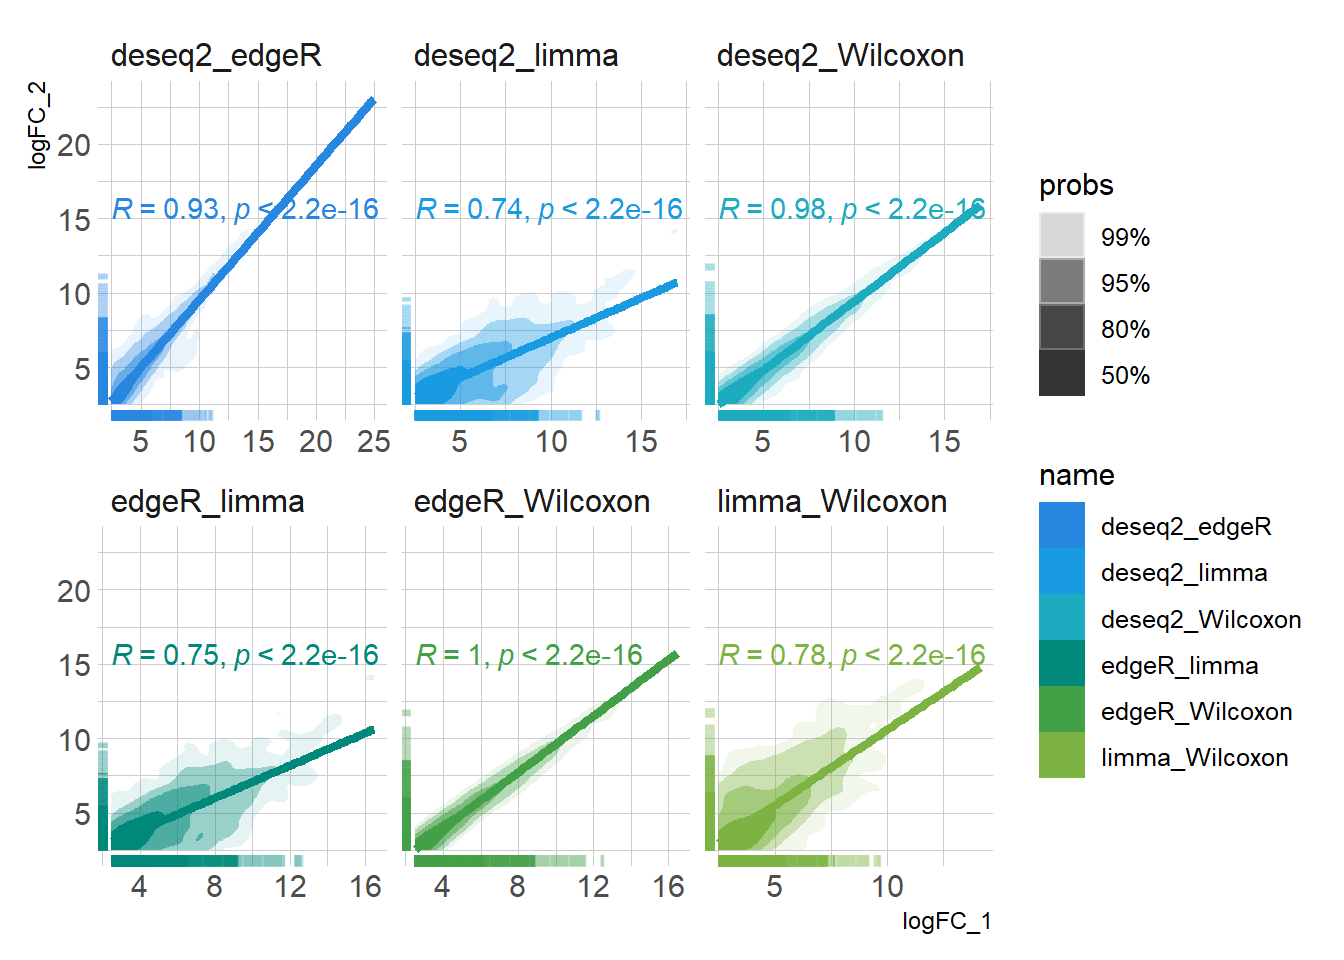 deseq2_edgeR deseq2_limma deseq2_Wilcoxon
logFC_2
20
15
10
5
R = 0.93, p < 2.2e-16 R = 0.74, p < 2.2e-16 R = 0.98, p < 2.2e-16
5 10 15 20 25 5 10 15 5 10 15
edgeR_limma edgeR_Wilcoxon limma_Wilcoxon
20
15
10
5
R = 0.75, p < 2.2e-16 R = 1, p < 2.2e-16 R = 0.78, p < 2.2e-16
4 8 12 16 4 8 12 16 5 10
logFC_1
probs
99%
95%
80%
50%
name
deseq2_edgeR
deseq2_limma
deseq2_Wilcoxon
edgeR_limma
edgeR_Wilcoxon
limma_Wilcoxon